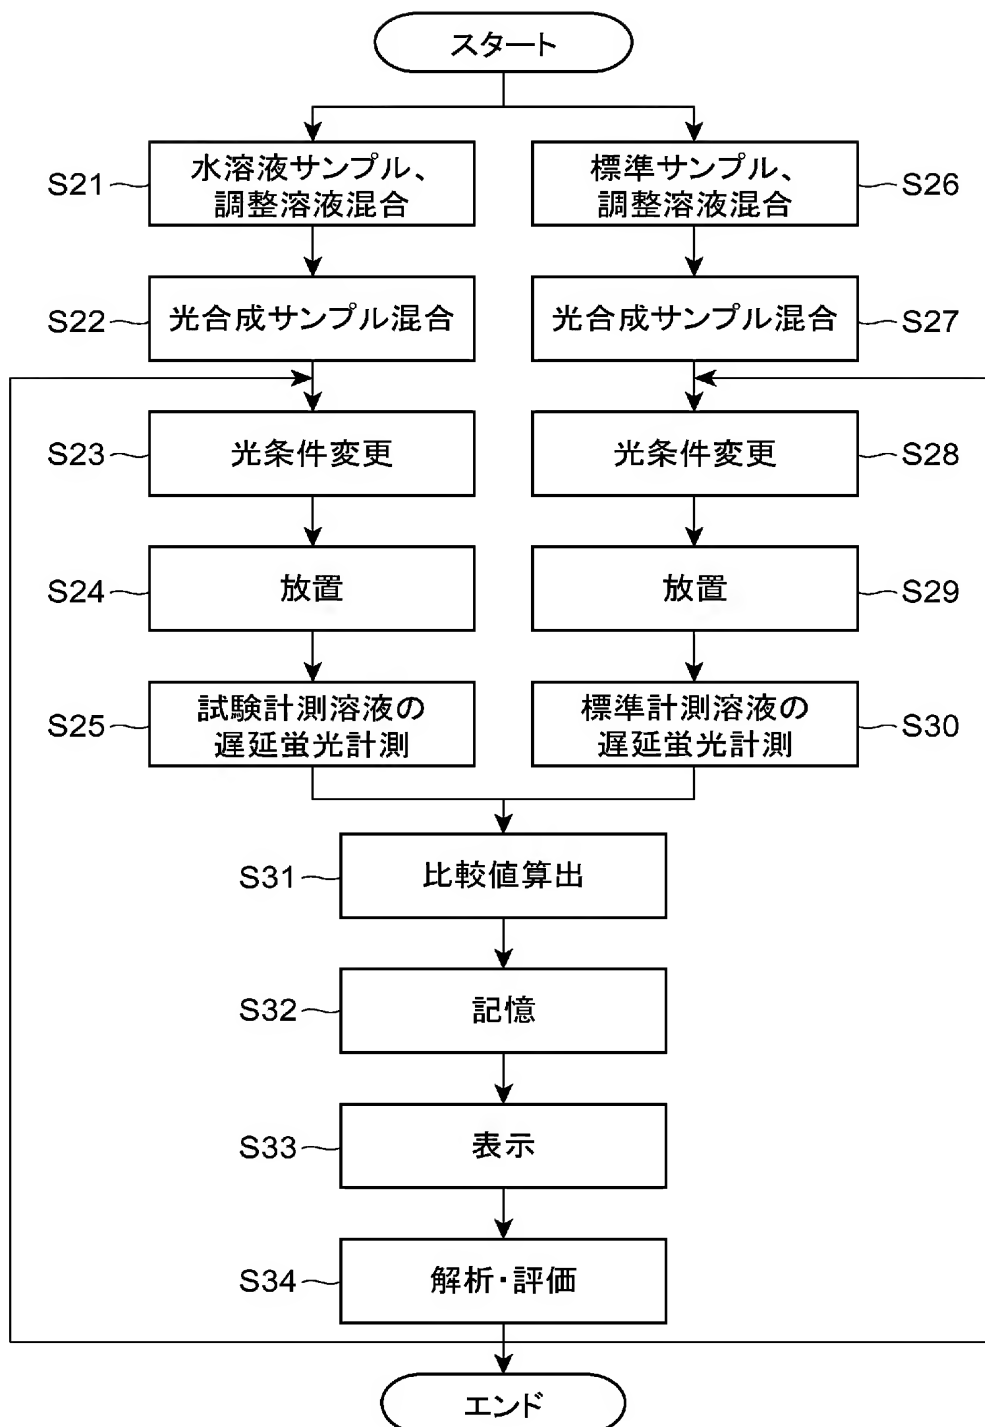 スタート
S21
水溶液サンプル、
調整溶液混合
標準サンプル、
調整溶液混合
S26
S22
光合成サンプル混合
光合成サンプル混合
S27
S23
光条件変更
光条件変更
S28
S24
放置
放置
S29
S25
試験計測溶液の
遅延蛍光計測
標準計測溶液の
遅延蛍光計測
S30
S31
比較値算出
S32
記憶
S33
表示
S34
解析・評価
エンド